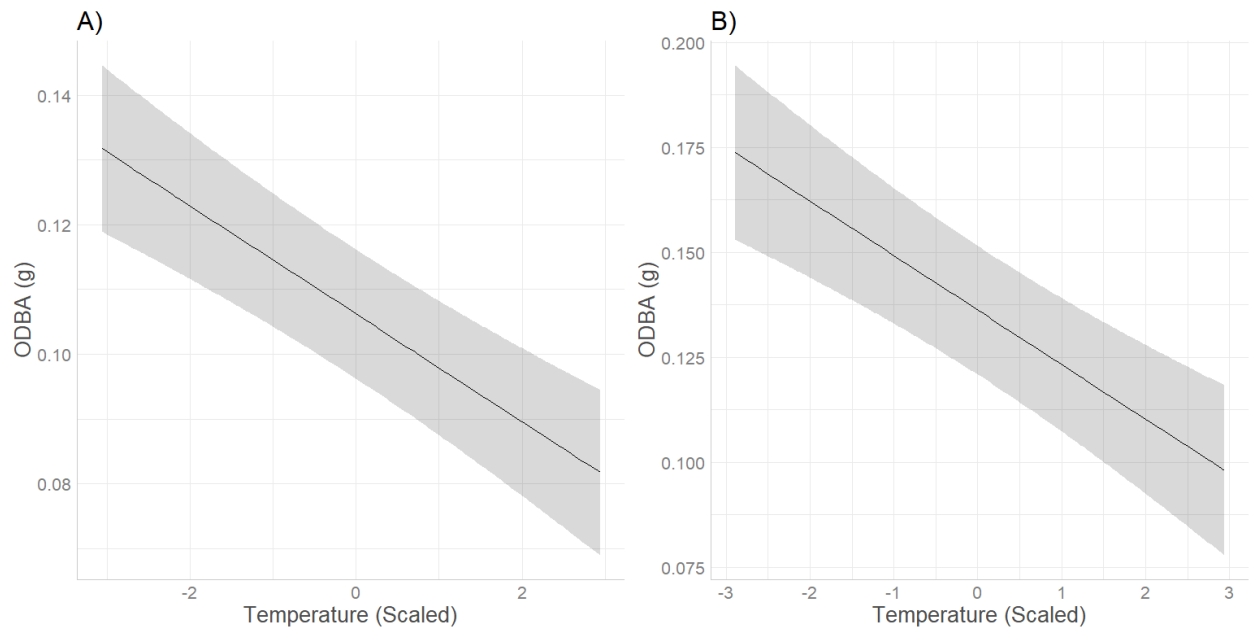 A)
0.14
0.12
0.10
0.08
ODBA (g)
-2 0 2
Temperature (Scaled)
B)
0.200
0.175
0.150
0.125
0.100
0.075
ODBA (g)
-3 -2 -1 0 1 2 3
Temperature (Scaled)